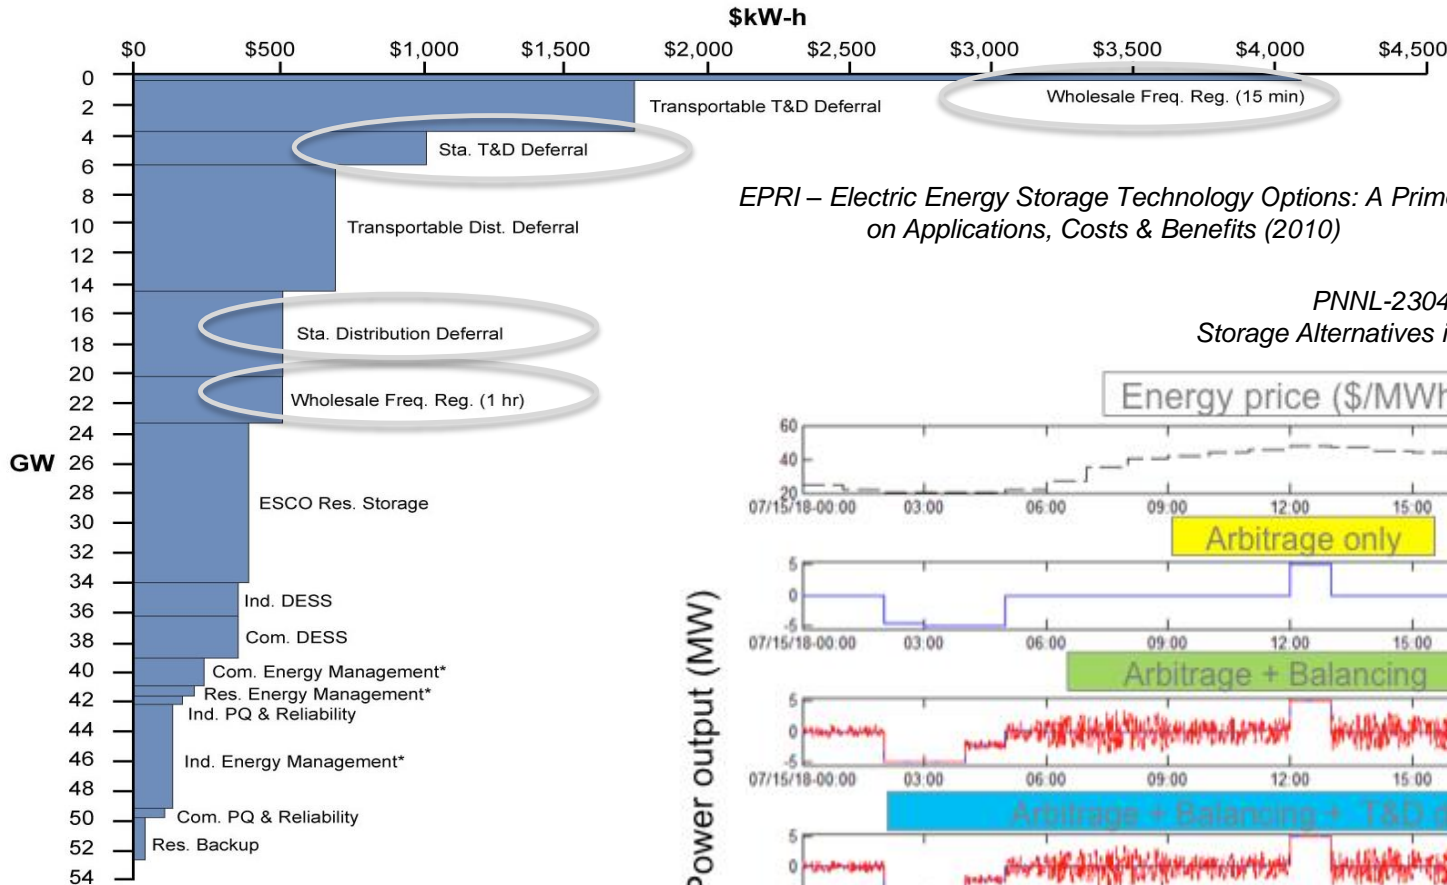 $kW-h
$0 $500 $1,000 $1,500 $2,000 $2,500 $3,000 $3,500 $4,000 $4,500
0
2
4
6
8
10
12
14
16
18
20
22
24
GW 26
28
30
32
34
36
38
40
42
44
46
48
50
52
54
Wholesale Freq. Reg. (15 min)
Transportable T&D Deferral
Sta. T&D Deferral
Transportable Dist. Deferral
Sta. Distribution Deferral
Wholesale Freq. Reg. (1 hr)
ESCO Res. Storage
Ind. DESS
Com. DESS
Com. Energy Management*
Res. Energy Management*
Ind. PQ & Reliability
Ind. Energy Management*
Com. PQ & Reliability
Res. Backup
EPRI – Electric Energy Storage Technology Options: A Prime
on Applications, Costs & Benefits (2010)
PNNL-2304
Storage Alternatives i
Energy price ($/MWh
60
40
20
07/15/18-00:00 03:00 06:00 09:00 12:00 15:00
Arbitrage only
5
0
-5
07/15/18-00:00 03:00 06:00 09:00 12:00 15:00
Arbitrage + Balancing
5
0
-5
07/15/18-00:00 03:00 06:00 09:00 12:00 15:00
Arbitrage + Balancing + T&D
5
0
Power output (MW)